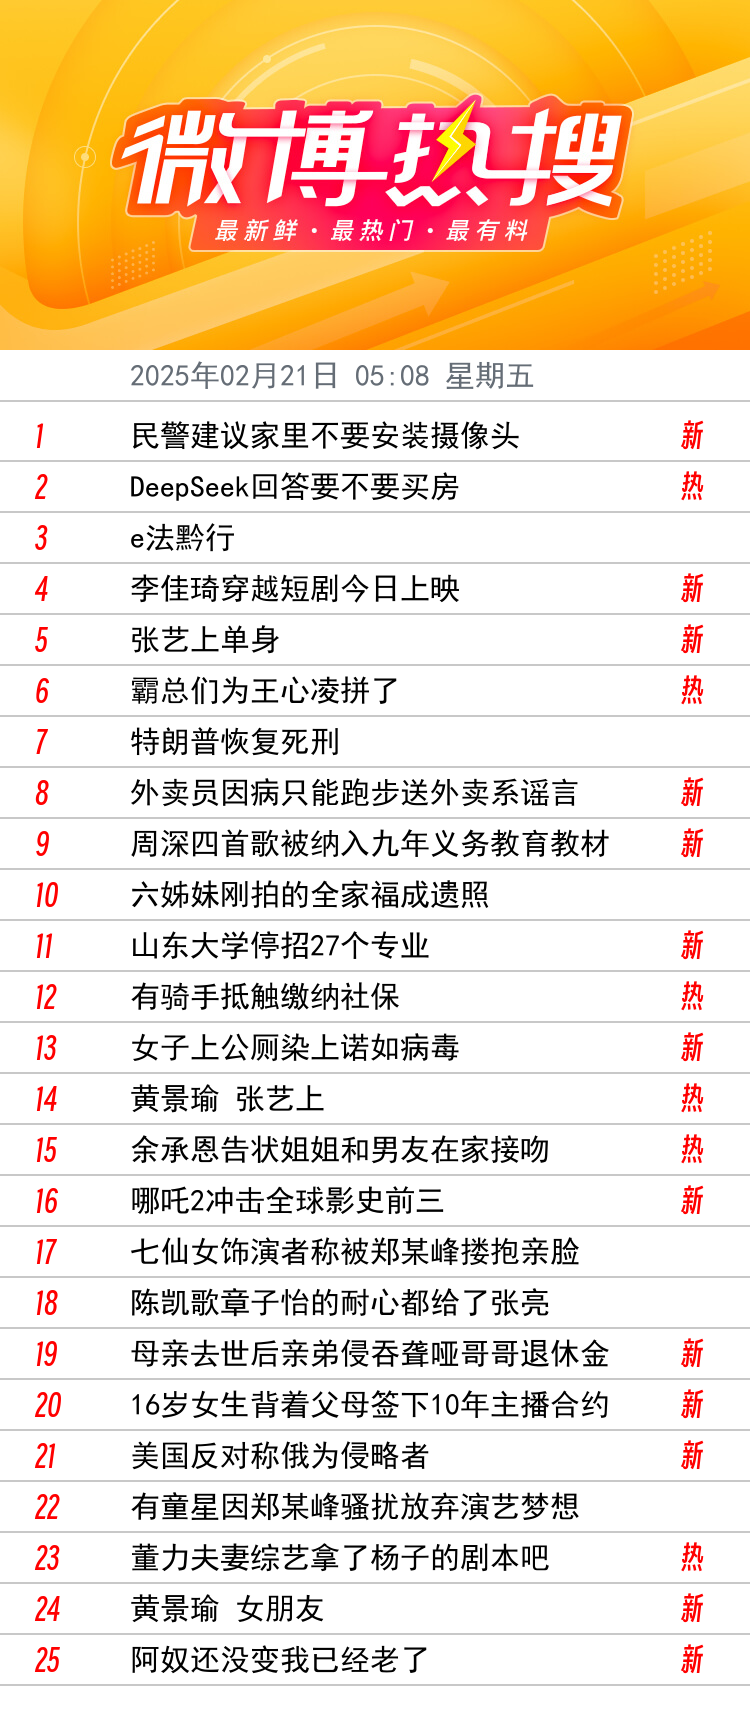 微博热搜
最新鲜·最热门·最有料
2025年02月21日 05:08 星期五
1 民警建议家里不要安装摄像头 新
2 DeepSeek回答要不要买房 热
3 e法黔行
4 李佳琦穿越短剧今日上映 新
5 张艺上单身 新
6 霸总们为王心凌拼了 热
7 特朗普恢复死刑
8 外卖员因病只能跑步送外卖系谣言 新
9 周深四首歌被纳入九年义务教育教材 新
10 六姊妹刚拍的全家福成遗照
11 山东大学停招27个专业 新
12 有骑手抵触缴纳社保 热
13 女子上公厕染上诺如病毒 新
14 黄景瑜 张艺上 热
15 余承恩告状姐姐和男友在家接吻 热
16 哪吒2冲击全球影史前三 新
17 七仙女饰演者称被郑某峰搂抱亲脸
18 陈凯歌章子怡的耐心都给了张亮
19 母亲去世后亲弟侵吞聋哑哥哥退休金 新
20 16岁女生背着父母签下10年主播合约 新
21 美国反对称俄为侵略者 新
22 有童星因郑某峰骚扰放弃演艺梦想
23 董力夫妻综艺拿了杨子的剧本吧 热
24 黄景瑜 女朋友 新
25 阿奴还没变我已经老了 新